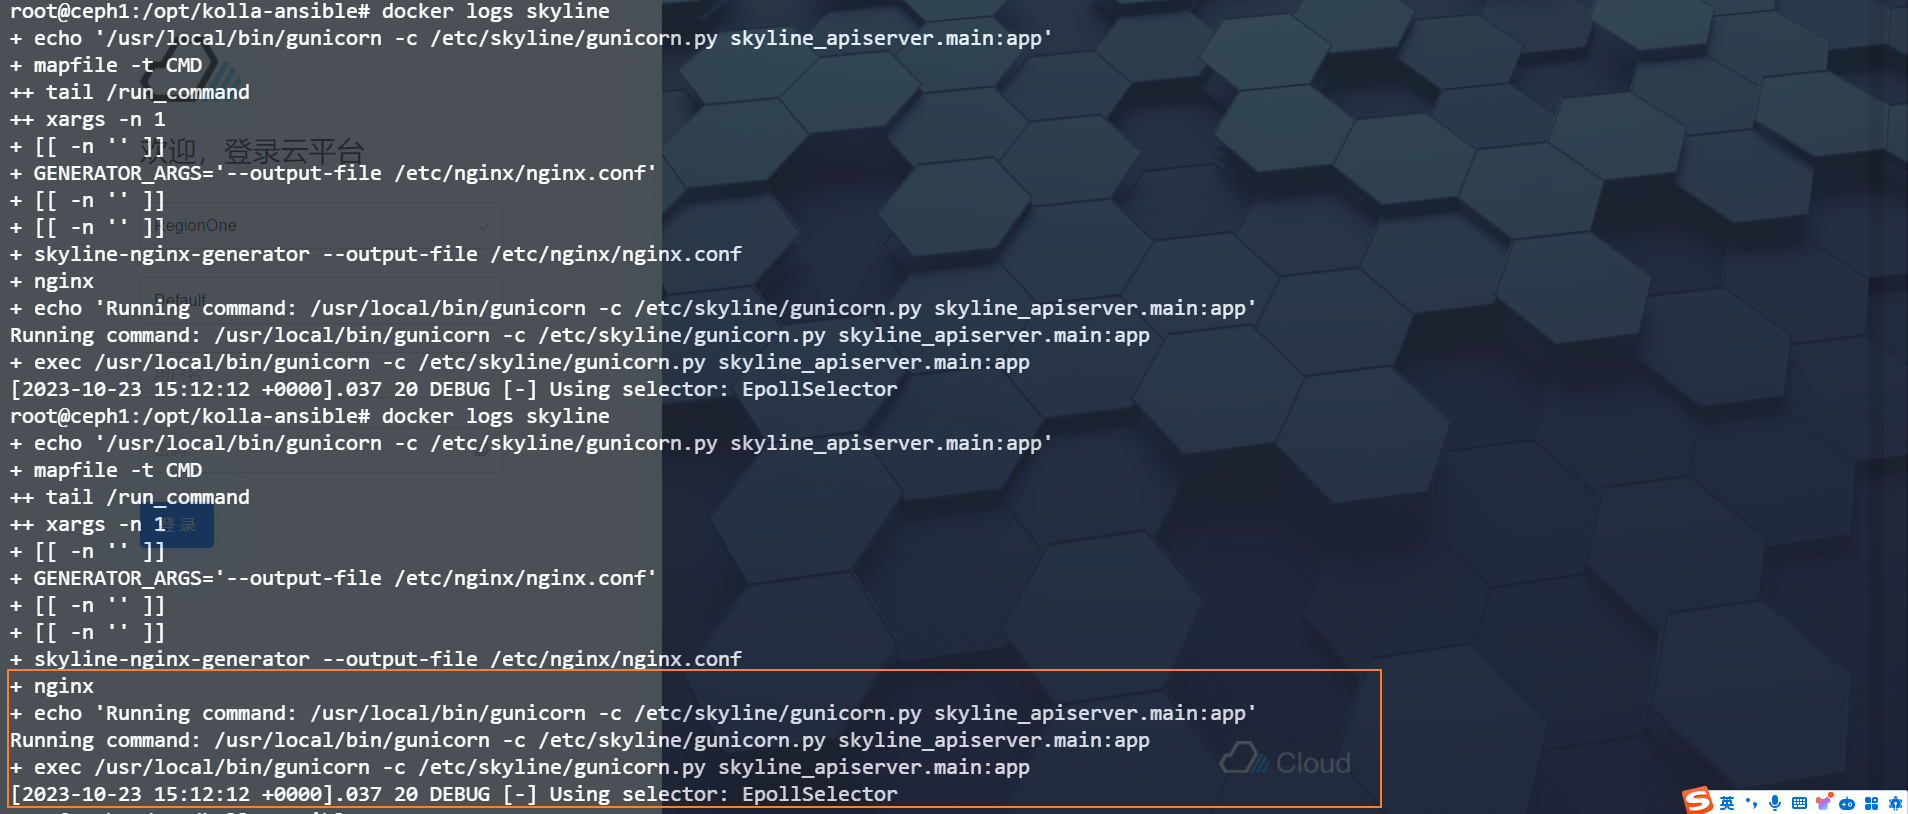 root@ceph1:/opt/kolla-ansible# docker logs skyline
+ echo '/usr/local/bin/gunicorn -c /etc/skyline/gunicorn.py skyline_apiserver.main:app'
+ mapfile -t CMD
++ tail /run_command
++ xargs -n 1
+ [[ -n '' ]]
欢迎，登录云平台
+ GENERATOR_ARGS='--output-file /etc/nginx/nginx.conf'
+ [[ -n '' ]]
+ [[ -n '' ]]
RegionOne
+ skyline-nginx-generator --output-file /etc/nginx/nginx.conf
+ nginx
Default
+ echo 'Running command: /usr/local/bin/gunicorn -c /etc/skyline/gunicorn.py skyline_apiserver.main:app'
Running command: /usr/local/bin/gunicorn -c /etc/skyline/gunicorn.py skyline_apiserver.main:app
+ exec /usr/local/bin/gunicorn -c /etc/skyline/gunicorn.py skyline_apiserver.main:app
[2023-10-23 15:12:12 +0000].037 20 DEBUG [-] Using selector: EpollSelector
root@ceph1:/opt/kolla-ansible# docker logs skyline
+ echo '/usr/local/bin/gunicorn -c /etc/skyline/gunicorn.py skyline_apiserver.main:app'
+ mapfile -t CMD
++ tail /run_command
++ xargs -n 1
登录
+ [[ -n '' ]]
+ GENERATOR_ARGS='--output-file /etc/nginx/nginx.conf'
+ [[ -n '' ]]
+ [[ -n '' ]]
+ skyline-nginx-generator --output-file /etc/nginx/nginx.conf
+ nginx
+ echo 'Running command: /usr/local/bin/gunicorn -c /etc/skyline/gunicorn.py skyline_apiserver.main:app'
Running command: /usr/local/bin/gunicorn -c /etc/skyline/gunicorn.py skyline_apiserver.main:app
+ exec /usr/local/bin/gunicorn -c /etc/skyline/gunicorn.py skyline_apiserver.main:app
Cloud
[2023-10-23 15:12:12 +0000].037 20 DEBUG [-] Using selector: EpollSelector
英